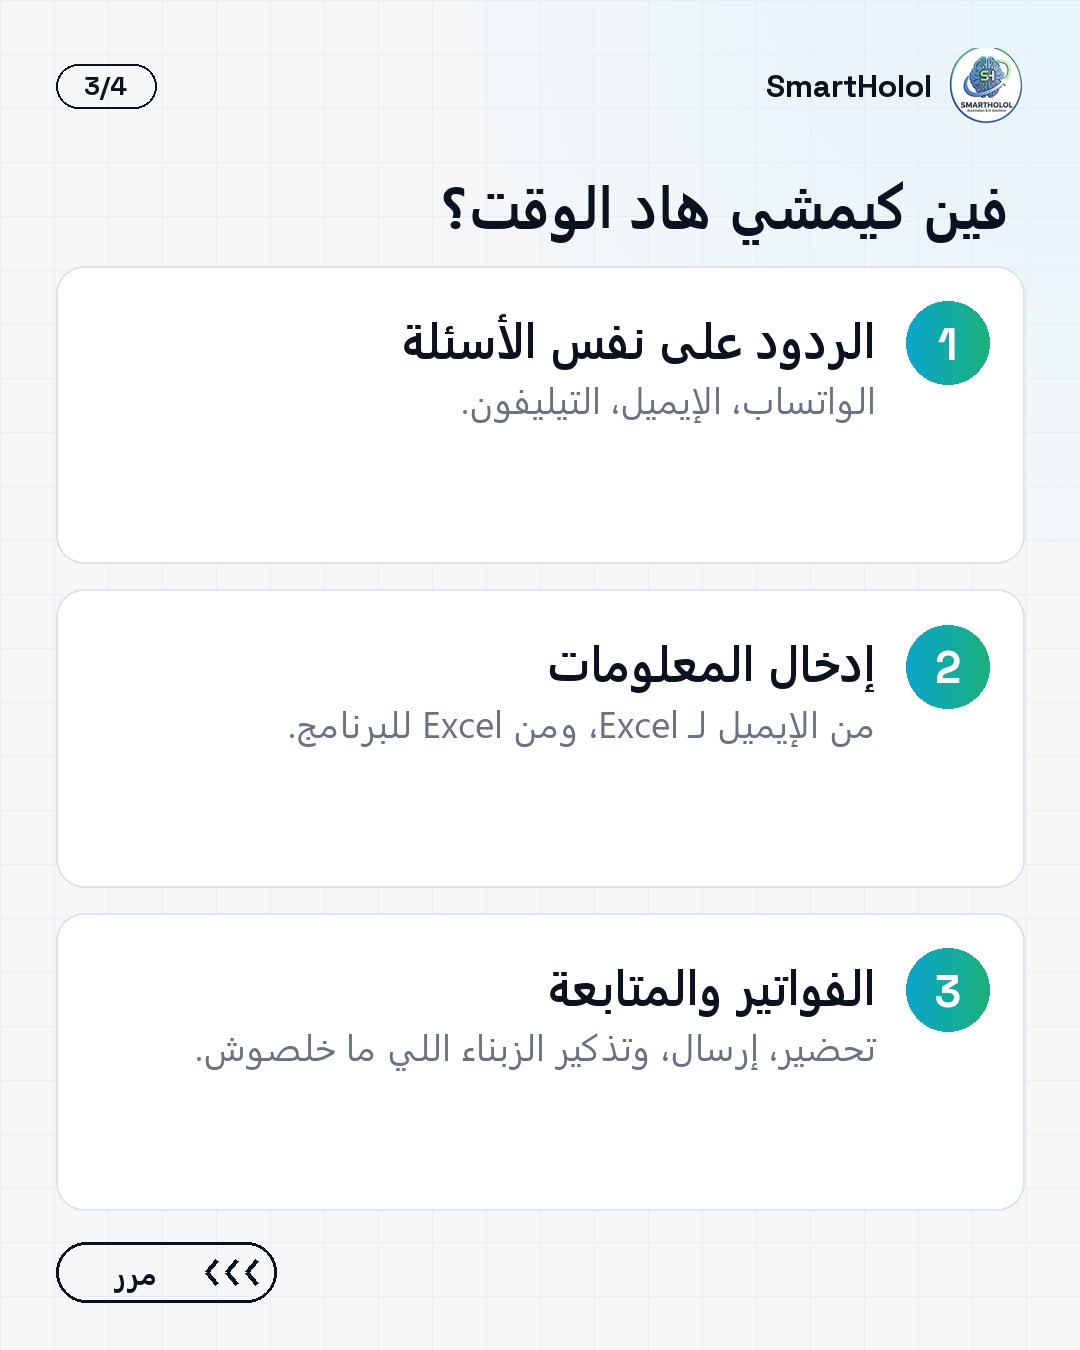 SmartHolol
SMARTHOLOL
3/4
فين كيمشي هاد الوقت؟
1
الردود على نفس الأسئلة
الواتساب، الإيميل، التيليفون.
2
إدخال المعلومات
من الإيميل لـ Excel، ومن Excel للبرنامج.
3
الفواتير والمتابعة
تحضير، إرسال، وتذكير الزبناء اللي ما خلصوش.
مرر